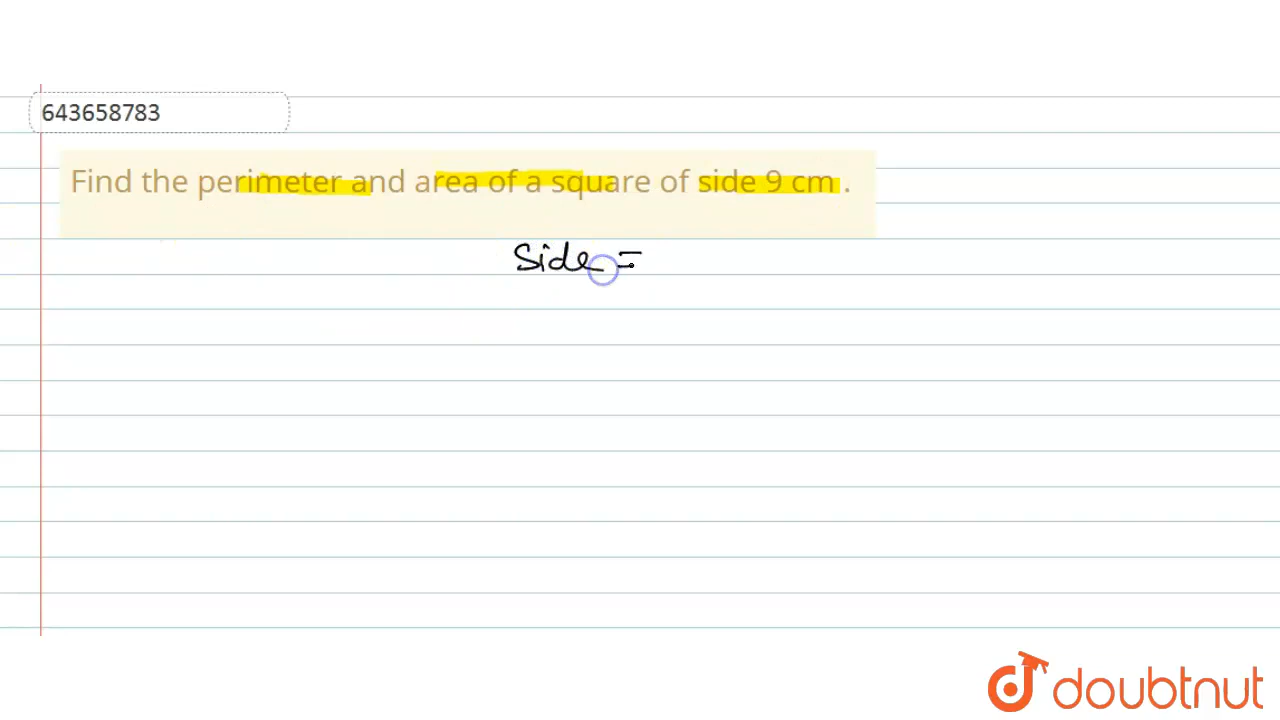 643658783
Find the perimeter and area of a square of side 9 cm .
Side =
doubtnut